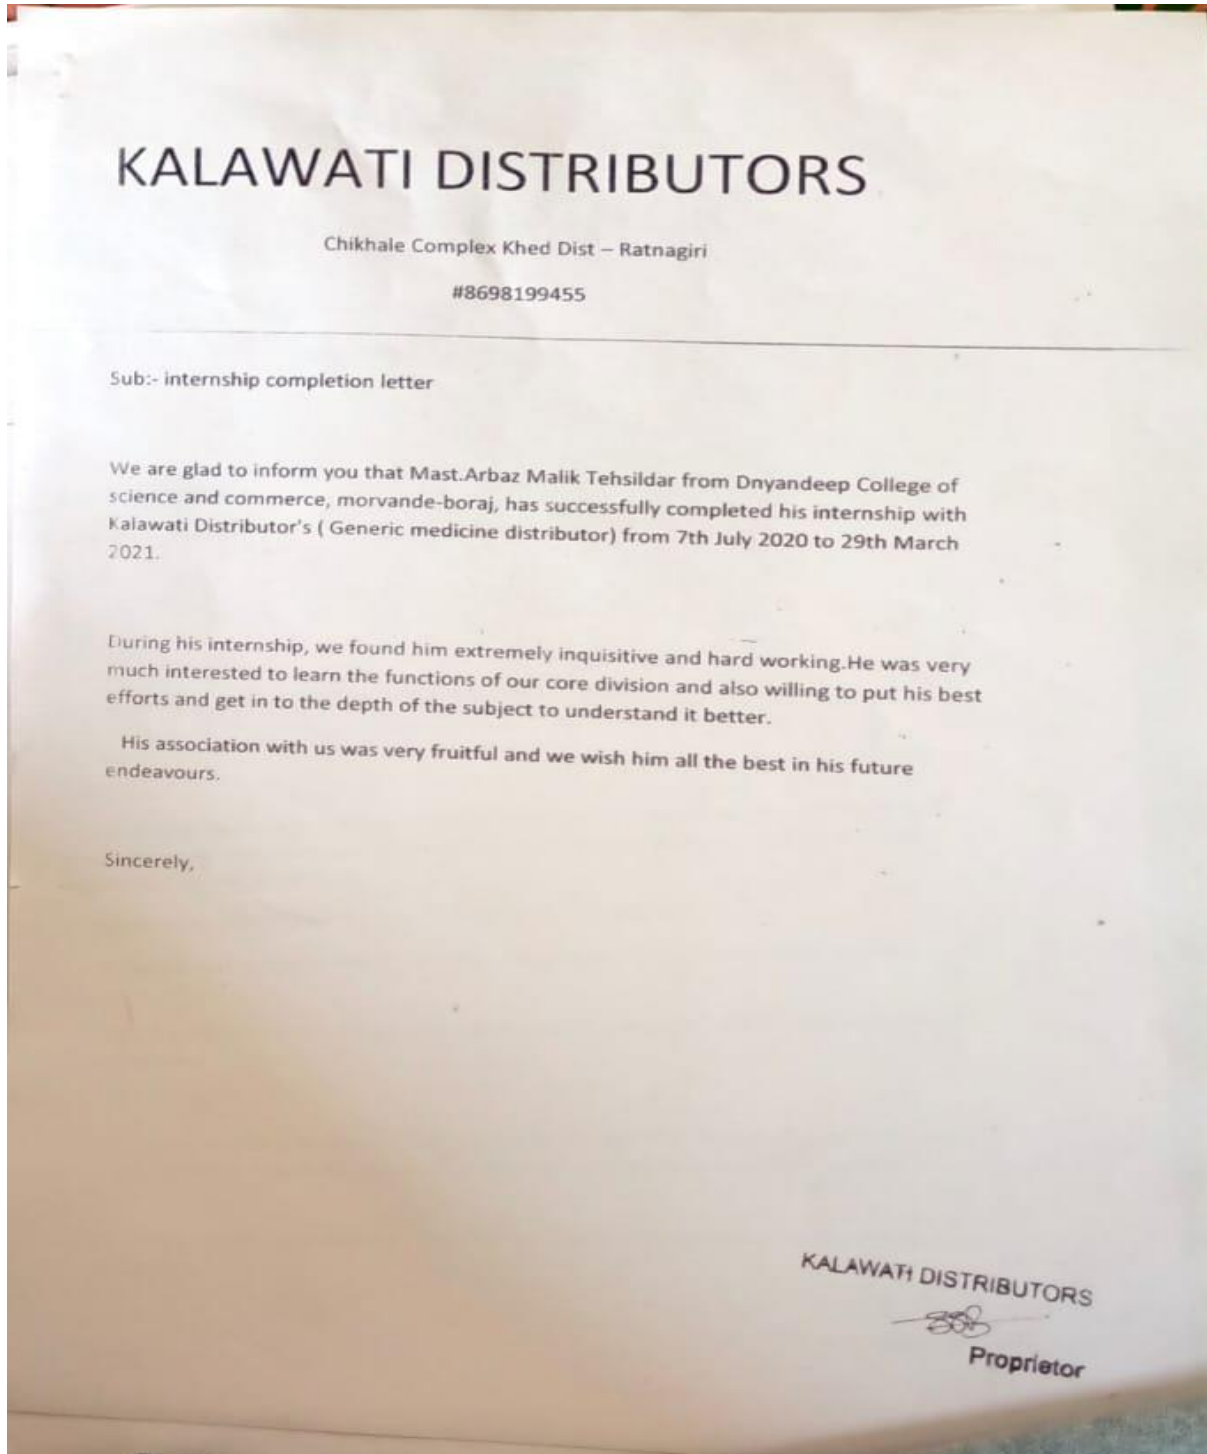 KALAWATI DISTRIBUTORS
Chikhale Complex Khed Dist – Ratnagiri
#8698199455
Sub:- internship completion letter
We are glad to inform you that Mast.Arbaz Malik Tehsildar from Dnyandeep College of
science and commerce, morvande-boraj, has successfully completed his internship with
Kalawati Distributor's ( Generic medicine distributor) from 7th July 2020 to 29th March
2021.
During his internship, we found him extremely inquisitive and hard working.He was very
much interested to learn the functions of our core division and also willing to put his best
efforts and get in to the depth of the subject to understand it better.
His association with us was very fruitful and we wish him all the best in his future
endeavours.
Sincerely,
KALAWATI DISTRIBUTORS
Proprietor